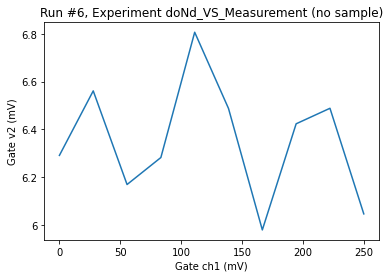 Run #6, Experiment doNd_VS_Measurement (no sample)
Gate v2 (mV)
6.8
6.6
6.4
6.2
6
0 50 100 150 200 250
Gate ch1 (mV)